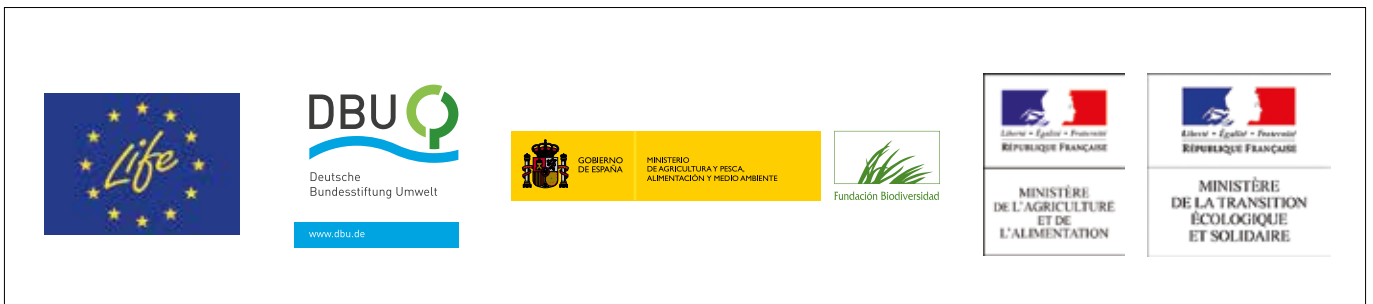 Life
DBU
Deutsche
Bundesstiftung Umwelt
www.dbu.de
GOBIERNO
DE ESPAÑA
MINISTERIO
DE AGRICULTURA Y PESCA,
ALIMENTACIÓN Y MEDIO AMBIENTE
Fundación Biodiversidad
Liberté • Égalité • Fraternité
RÉPUBLIQUE FRANÇAISE
MINISTÈRE
DE L'AGRICULTURE
ET DE
L'ALIMENTATION
Liberté • Égalité • Fraternité
RÉPUBLIQUE FRANÇAISE
MINISTÈRE
DE LA TRANSITION
ÉCOLOGIQUE
ET SOLIDAIRE